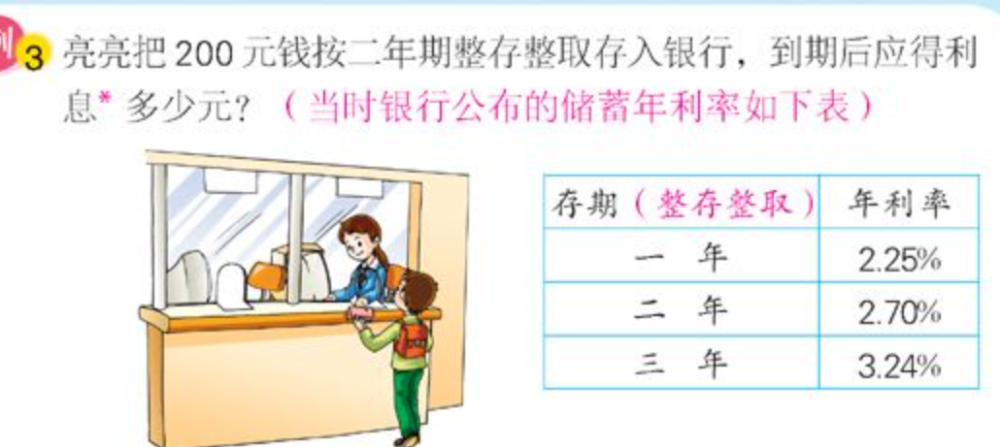 例3 亮亮把 200 元钱按二年期整存整取存入银行，到期后应得利
息* 多少元？（当时银行公布的储蓄年利率如下表）
存期（整存整取） 年利率
一 年 2.25%
二 年 2.70%
三 年 3.24%